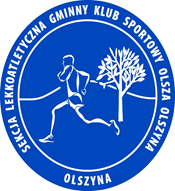 SEKCJA LEKKOATLETYCZNA GMINNY KLUB SPORTOWY OLSZA OLSZYNA
OLSZYNA